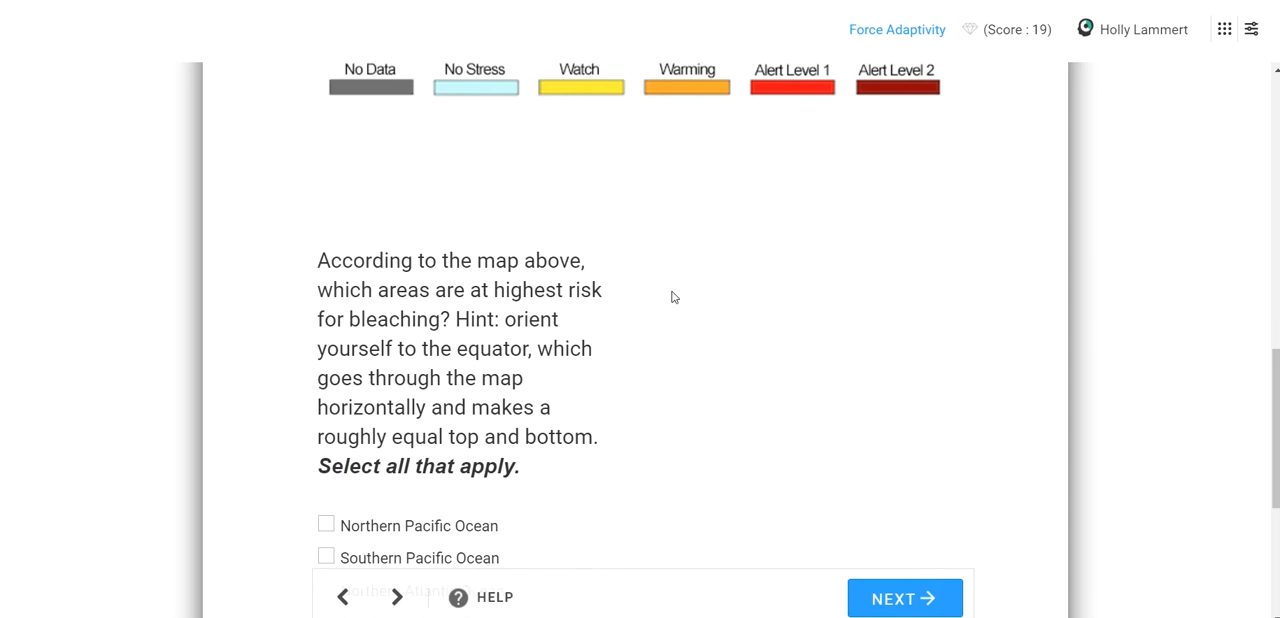 Force Adaptivity (Score : 19) Holly Lammert
No Data No Stress Watch Warming Alert Level 1 Alert Level 2
According to the map above,
which areas are at highest risk
for bleaching? Hint: orient
yourself to the equator, which
goes through the map
horizontally and makes a
roughly equal top and bottom.
Select all that apply.
Northern Pacific Ocean
Southern Pacific Ocean
HELP
NEXT